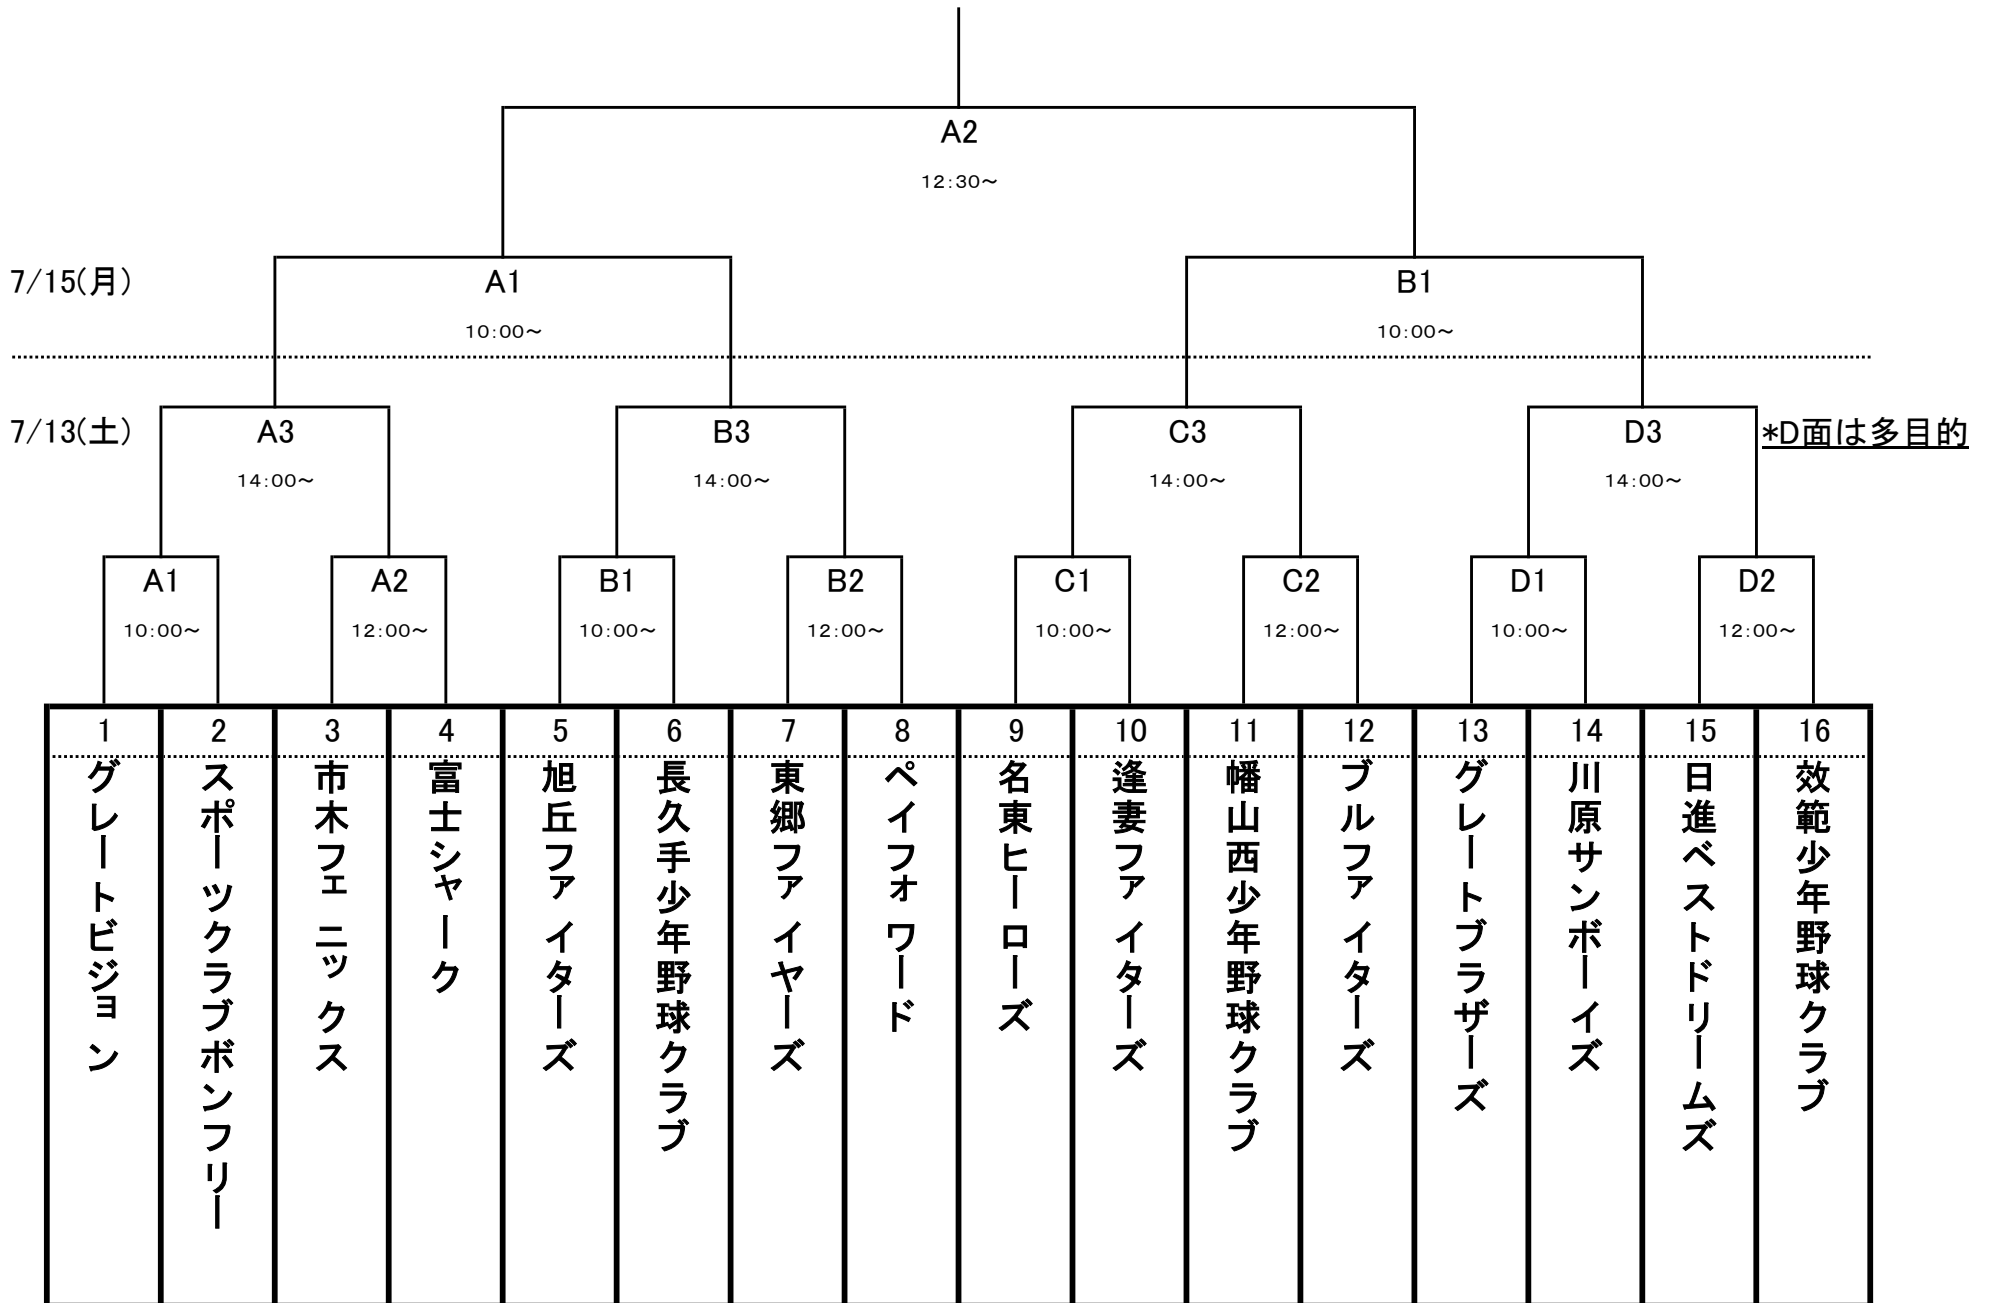 A2
12:30～
7/15(月)
A1
B1
10:00～
10:00～
7/13(土)
A3
B3
C3
D3
*D面は多目的
14:00～
14:00～
14:00～
14:00～
A1
A2
B1
B2
C1
C2
D1
D2
10:00～
12:00～
10:00～
12:00～
10:00～
12:00～
10:00～
12:00～
1
2
3
4
5
6
7
8
9
10
11
12
13
14
15
16
グレートビジョン
スポーツクラブボンフリー
市木フェニックス
富士シャーク
旭丘ファイターズ
長久手少年野球クラブ
東郷ファイヤーズ
ペイフォワード
名東ヒーローズ
逢妻ファイターズ
幡山西少年野球クラブ
ブルファイターズ
グレートブラザーズ
川原サンボーイズ
日進ベストドリームズ
效範少年野球クラブ